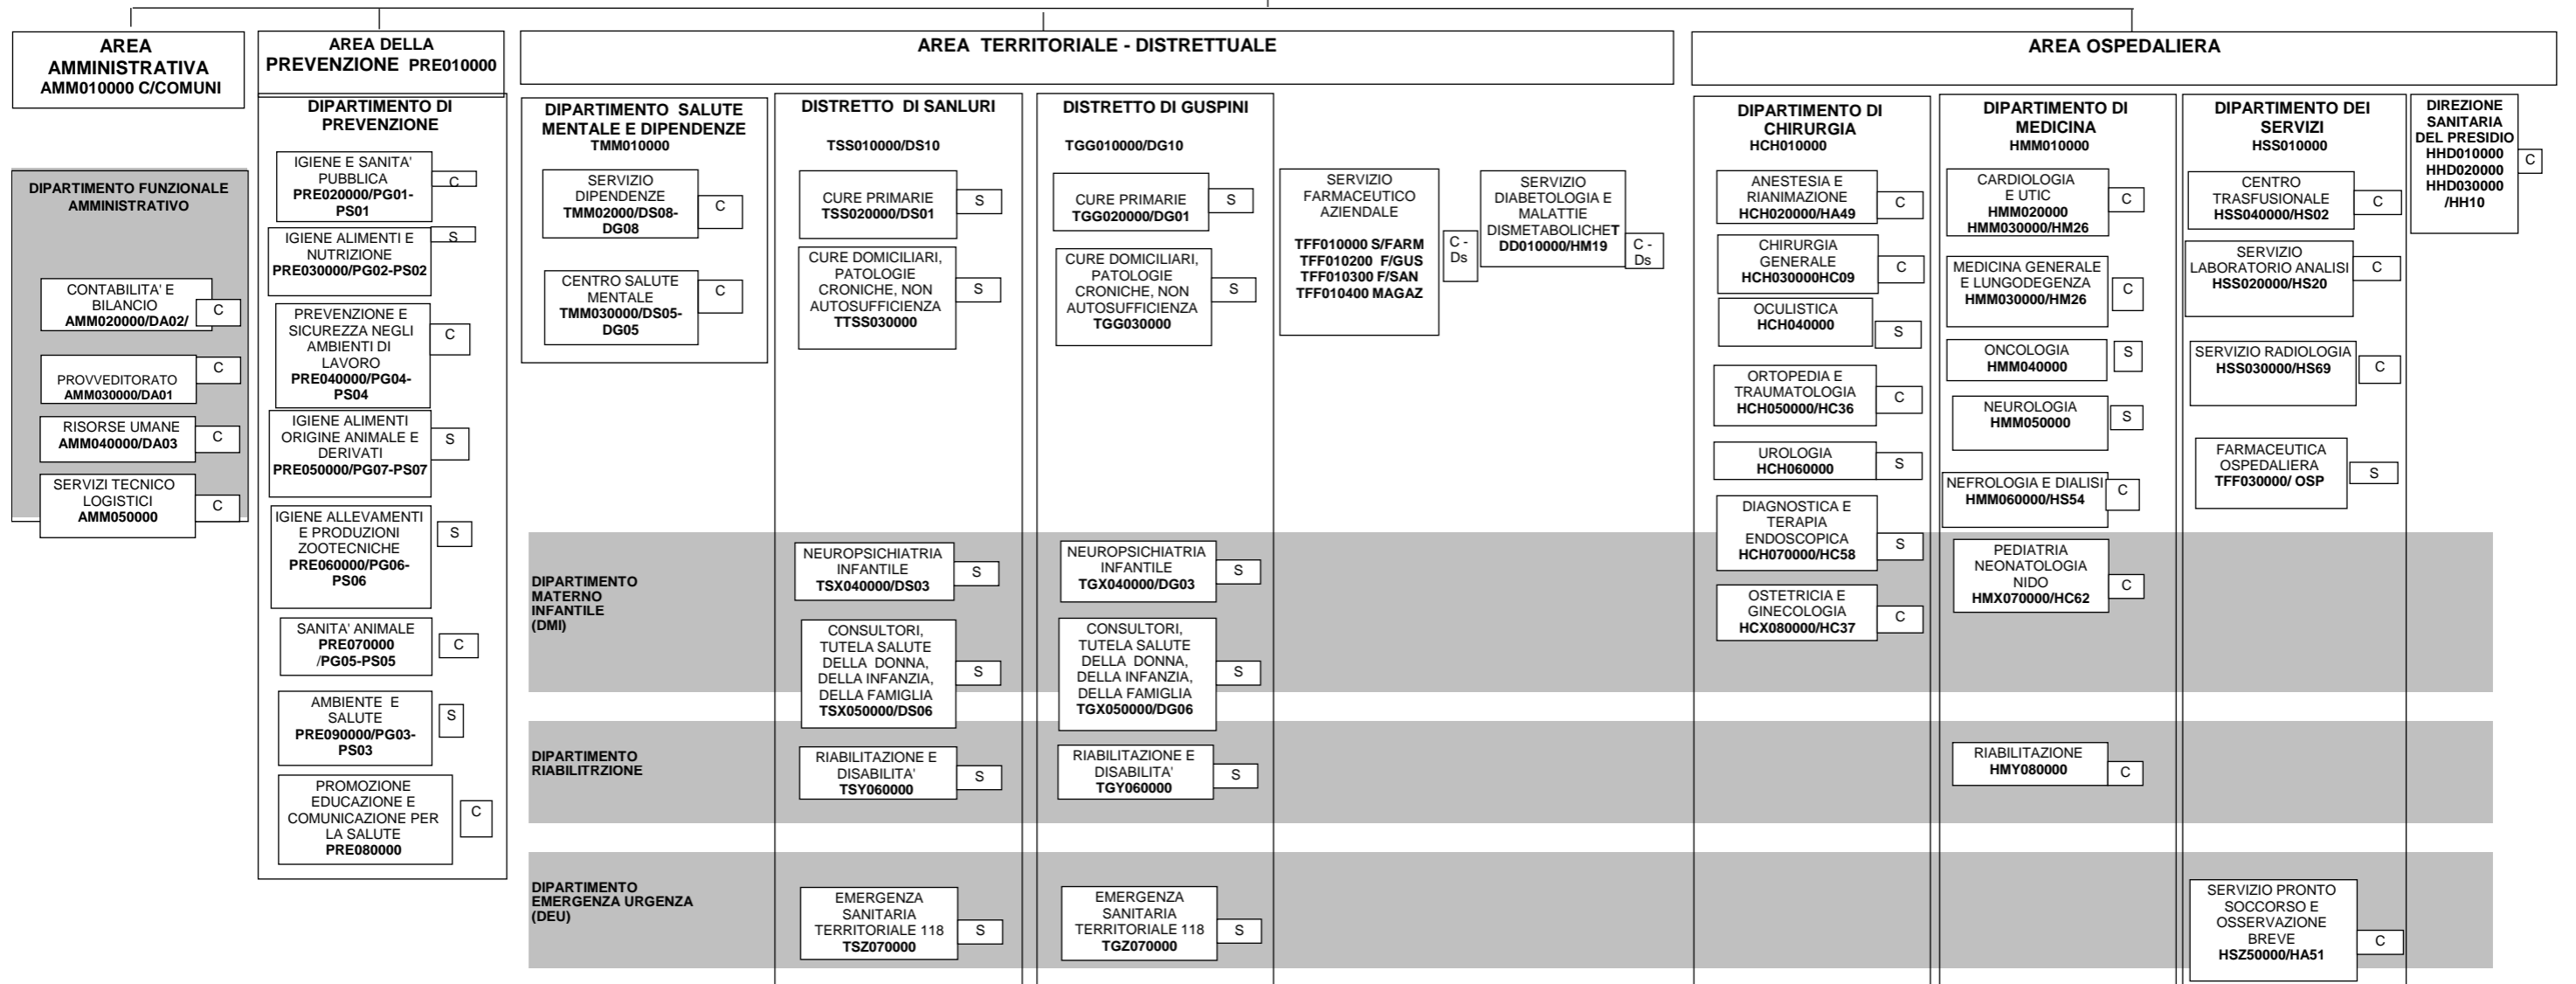 AREA
AMMINISTRATIVA
AMM010000 C/COMUNI
DIPARTIMENTO FUNZIONALE
AMMINISTRATIVO
CONTABILITA' E
BILANCIO
AMM020000/DA02/
C
PROVVEDITORATO
AMM030000/DA01
C
RISORSE UMANE
AMM040000/DA03
C
SERVIZI TECNICO
LOGISTICI
AMM050000
C
AREA DELLA
PREVENZIONE PRE010000
DIPARTIMENTO DI
PREVENZIONE
IGIENE E SANITA'
PUBBLICA
PRE020000/PG01-
PS01
C
IGIENE ALIMENTI E
NUTRIZIONE
PRE030000/PG02-PS02
S
PREVENZIONE E
SICUREZZA NEGLI
AMBIENTI DI
LAVORO
PRE040000/PG04-
PS04
C
IGIENE ALIMENTI
ORIGINE ANIMALE E
DERIVATI
PRE050000/PG07-PS07
S
IGIENE ALLEVAMENTI
E PRODUZIONI
ZOOTECNICHE
PRE060000/PG06-
PS06
S
SANITA' ANIMALE
PRE070000
/PG05-PS05
C
AMBIENTE E
SALUTE
PRE090000/PG03-
PS03
S
PROMOZIONE
EDUCAZIONE E
COMUNICAZIONE PER
LA SALUTE
PRE080000
C
AREA TERRITORIALE - DISTRETTUALE
DIPARTIMENTO SALUTE
MENTALE E DIPENDENZE
TMM010000
SERVIZIO
DIPENDENZE
TMM02000/DS08-
DG08
C
CENTRO SALUTE
MENTALE
TMM030000/DS05-
DG05
C
DISTRETTO DI SANLURI
TSS010000/DS10
CURE PRIMARIE
TSS020000/DS01
S
CURE DOMICILIARI,
PATOLOGIE
CRONICHE, NON
AUTOSUFFICIENZA
TTSS030000
S
DISTRETTO DI GUSPINI
TGG010000/DG10
CURE PRIMARIE
TGG020000/DG01
S
CURE DOMICILIARI,
PATOLOGIE
CRONICHE, NON
AUTOSUFFICIENZA
TGG030000
S
SERVIZIO
FARMACEUTICO
AZIENDALE
TFF010000 S/FARM
TFF010200 F/GUS
TFF010300 F/SAN
TFF010400 MAGAZ
C -
Ds
SERVIZIO
DIABETOLOGIA E
MALATTIE
DISMETABOLICHET
DD010000/HM19
C -
Ds
DIPARTIMENTO
MATERNO
INFANTILE
(DMI)
NEUROPSICHIATRIA
INFANTILE
TSX040000/DS03
S
NEUROPSICHIATRIA
INFANTILE
TGX040000/DG03
S
CONSULTORI,
TUTELA SALUTE
DELLA DONNA,
DELLA INFANZIA,
DELLA FAMIGLIA
TSX050000/DS06
S
CONSULTORI,
TUTELA SALUTE
DELLA DONNA,
DELLA INFANZIA,
DELLA FAMIGLIA
TGX050000/DG06
S
DIPARTIMENTO
RIABILITRZIONE
RIABILITAZIONE E
DISABILITA'
TSY060000
S
RIABILITAZIONE E
DISABILITA'
TGY060000
S
DIPARTIMENTO
EMERGENZA URGENZA
(DEU)
EMERGENZA
SANITARIA
TERRITORIALE 118
TSZ070000
S
EMERGENZA
SANITARIA
TERRITORIALE 118
TGZ070000
S
AREA OSPEDALIERA
DIPARTIMENTO DI
CHIRURGIA
HCH010000
ANESTESIA E
RIANIMAZIONE
HCH020000/HA49
C
CHIRURGIA
GENERALE
HCH030000HC09
C
OCULISTICA
HCH040000
S
ORTOPEDIA E
TRAUMATOLOGIA
HCH050000/HC36
C
UROLOGIA
HCH060000
S
DIAGNOSTICA E
TERAPIA
ENDOSCOPICA
HCH070000/HC58
S
OSTETRICIA E
GINECOLOGIA
HCX080000/HC37
C
DIPARTIMENTO DI
MEDICINA
HMM010000
CARDIOLOGIA
E UTIC
HMM020000
HMM030000/HM26
C
MEDICINA GENERALE
E LUNGODEGENZA
HMM030000/HM26
C
ONCOLOGIA
HMM040000
S
NEUROLOGIA
HMM050000
S
NEFROLOGIA E DIALISI
HMM060000/HS54
C
PEDIATRIA
NEONATOLOGIA
NIDO
HMX070000/HC62
C
RIABILITAZIONE
HMY080000
C
DIPARTIMENTO DEI
SERVIZI
HSS010000
CENTRO
TRASFUSIONALE
HSS040000/HS02
C
SERVIZIO
LABORATORIO ANALISI
HSS020000/HS20
C
SERVIZIO RADIOLOGIA
HSS030000/HS69
C
FARMACEUTICA
OSPEDALIERA
TFF030000/ OSP
S
SERVIZIO PRONTO
SOCCORSO E
OSSERVAZIONE
BREVE
HSZ50000/HA51
C
DIREZIONE
SANITARIA
DEL PRESIDIO
HHD010000
HHD020000
HHD030000
/HH10
C